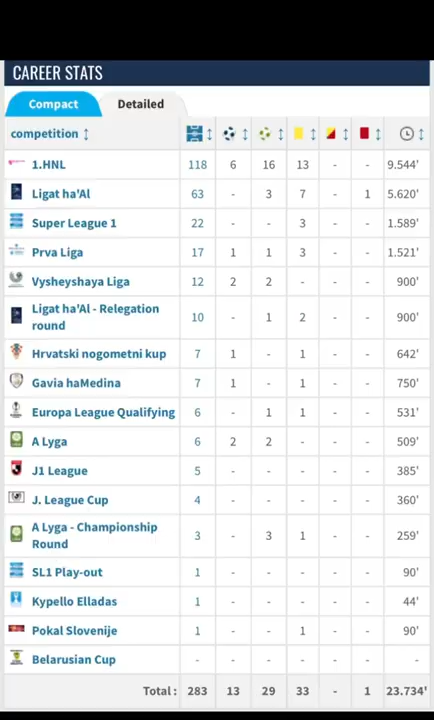 CAREER STATS
Compact Detailed
competition
1.HNL 118 6 16 13 - - 9.544'
Ligat ha'Al 63 - 3 7 - 1 5.620'
Super League 1 22 - - 3 - - 1.589'
Prva Liga 17 1 1 3 - - 1.521'
Vysheyshaya Liga 12 2 2 - - - 900'
Ligat ha'Al - Relegation
round 10 - 1 2 - - 900'
Hrvatski nogometni kup 7 1 - 1 - - 642'
Gavia haMedina 7 1 - 1 - - 750'
Europa League Qualifying 6 - 1 1 - - 531'
A Lyga 6 2 2 - - - 509'
J1 League 5 - - - - - 385'
J. League Cup 4 - - - - - 360'
A Lyga - Championship
Round 3 - 3 1 - - 259'
SL1 Play-out 1 - - - - - 90'
Kypello Elladas 1 - - - - - 44'
Pokal Slovenije 1 - - 1 - - 90'
Belarusian Cup - - - - - - -
Total : 283 13 29 33 - 1 23.734'